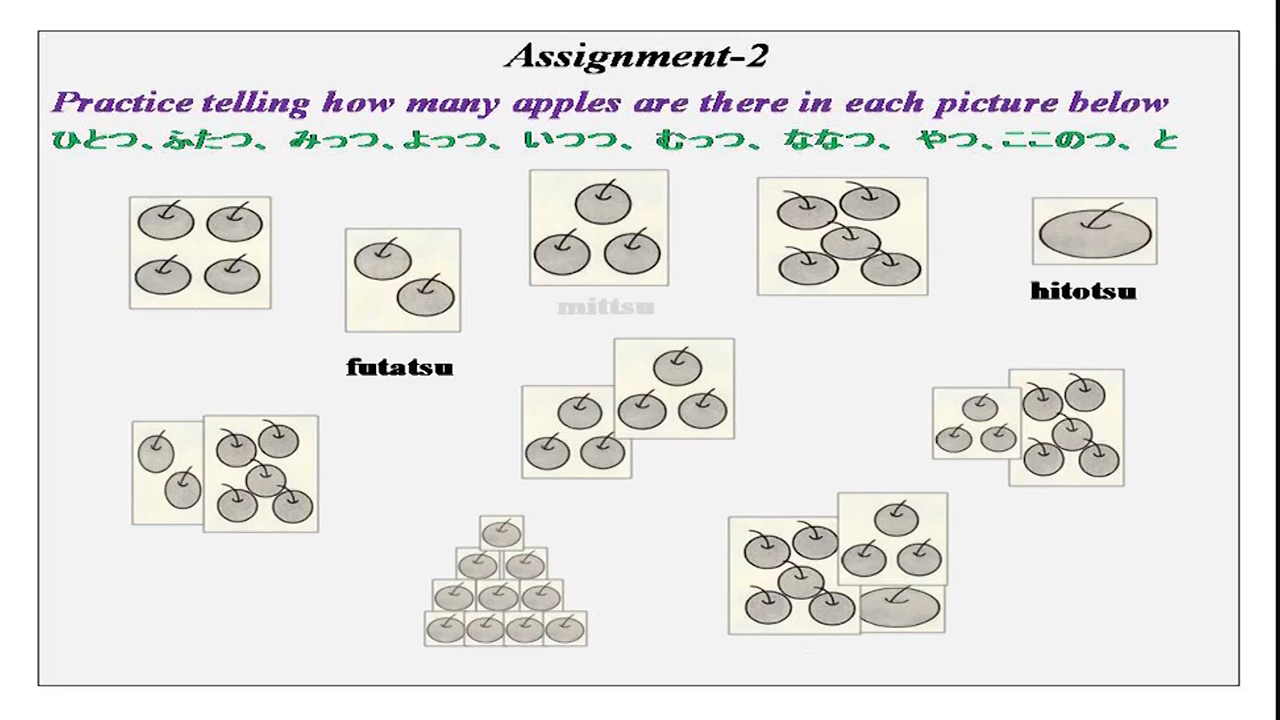 Assignment-2
Practice telling how many apples are there in each picture below
ひとつ、ふたつ、みっつ、よっつ、いつつ、むっつ、ななつ、やつ、ここのつ、と
mittsu
hitotsu
futatsu